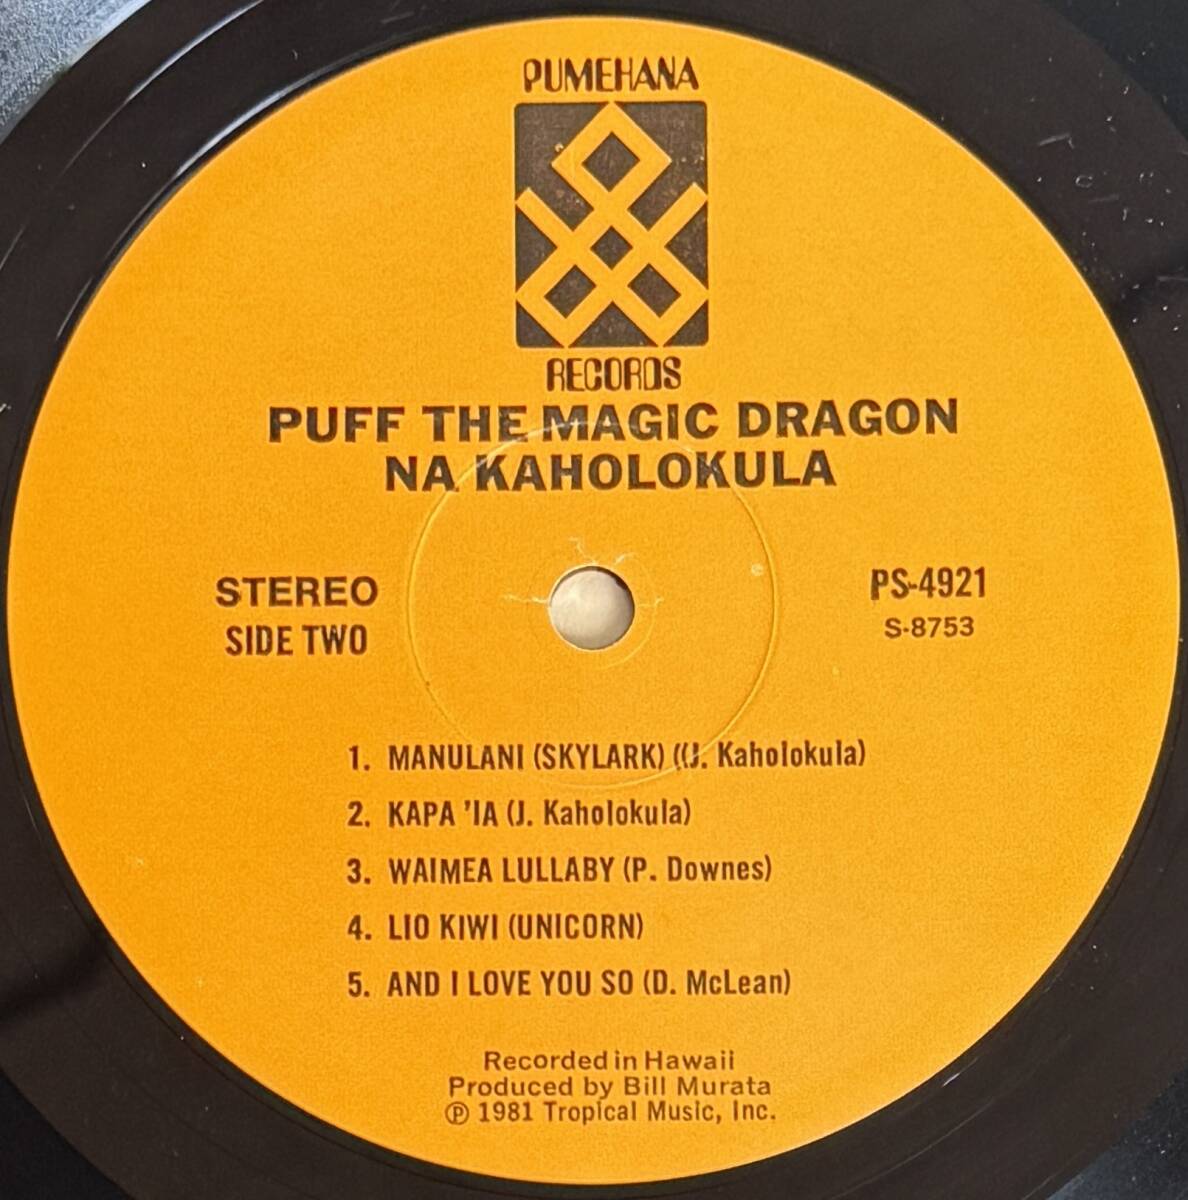 PUMEHANA
RECORDS
PUFF THE MAGIC DRAGON
NA KAHOLOKULA
STEREO
SIDE TWO
PS-4921
S-8753
1. MANULANI (SKYLARK) ((J. Kaholokula)
2. KAPA 'IA (J. Kaholokula)
3. WAIMEA LULLABY (P. Downes)
4. LIO KIWI (UNICORN)
5. AND I LOVE YOU SO (D. McLean)
Recorded in Hawaii
Produced by Bill Murata
℗ 1981 Tropical Music, Inc.